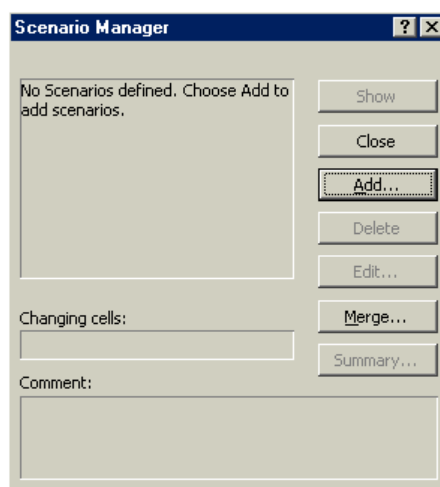 Scenario Manager
No Scenarios defined. Choose Add to
add scenarios.
Show
Close
Add...
Delete
Edit...
Merge...
Summary...
Changing cells:
Comment: